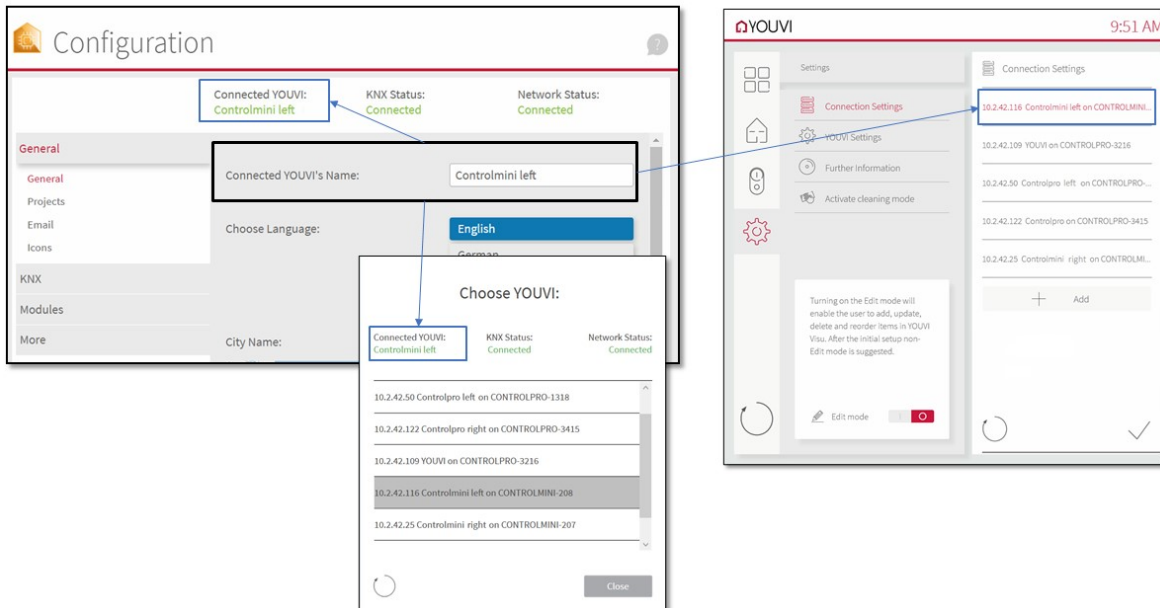 Configuration
?
Connected YOUVI:
Controlmini left
KNX Status:
Connected
Network Status:
Connected
General
General
Projects
Email
Icons
KNX
Modules
More
Connected YOUVI's Name:
Controlmini left
Choose Language:
English
German
City Name:
Choose YOUVI:
Connected YOUVI:
Controlmini left
KNX Status:
Connected
Network Status:
Connected
10.2.42.50 Controlpro left on CONTROLPRO-1318
10.2.42.122 Controlpro right on CONTROLPRO-3415
10.2.42.109 YOUVI on CONTROLPRO-3216
10.2.42.116 Controlmini left on CONTROLMINI-208
10.2.42.25 Controlmini right on CONTROLMINI-207
Close
YOUVI
9:51 AM
Settings
Connection Settings
YOUVI Settings
Further Information
Activate cleaning mode
Turning on the Edit mode will
enable the user to add, update,
delete and reorder items in YOUVI
Visu. After the initial setup non-
Edit mode is suggested.
Edit mode
Connection Settings
10.2.42.116 Controlmini left on CONTROLMINI...
10.2.42.109 YOUVI on CONTROLPRO-3216
10.2.42.50 Controlpro left on CONTROLPRO-...
10.2.42.122 Controlpro on CONTROLPRO-3415
10.2.42.25 Controlmini right on CONTROLMI...
Add